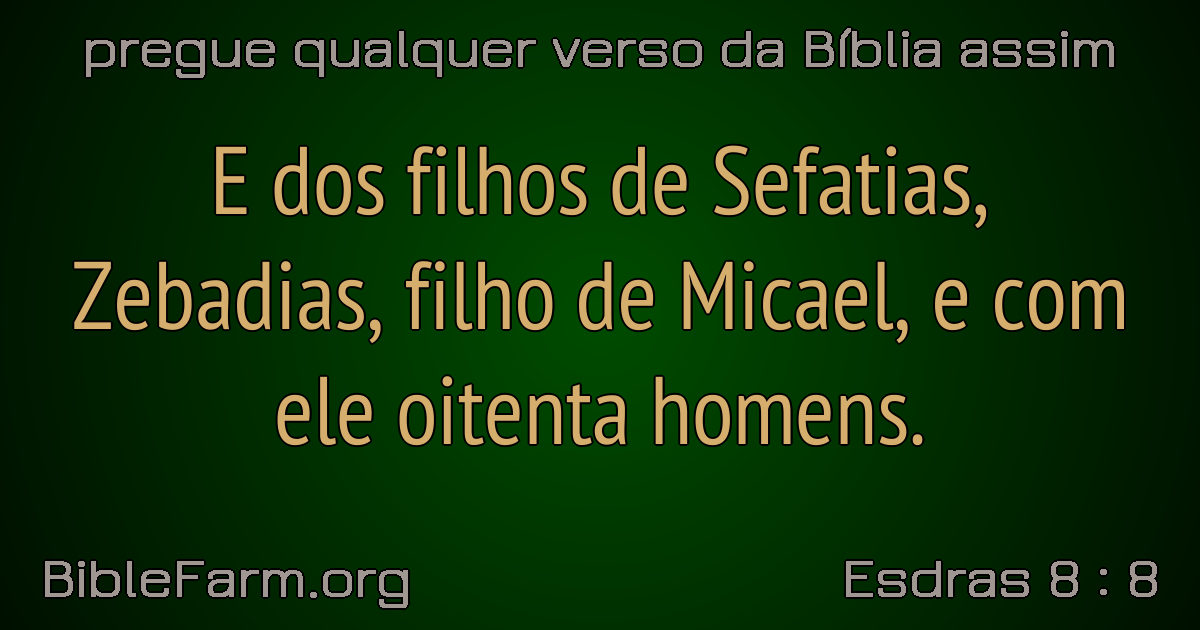 pregue qualquer verso da Bíblia assim
E dos filhos de Sefatias,
Zebadias, filho de Micael, e com
ele oitenta homens.
BibleFarm.org
Esdras 8 : 8